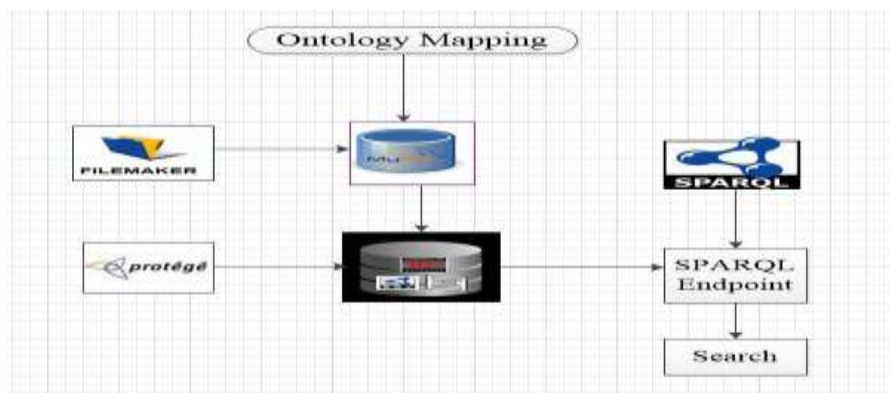 Ontology Mapping
FILEMAKER
SPARQL
protégé
SPARQL
Endpoint
Search